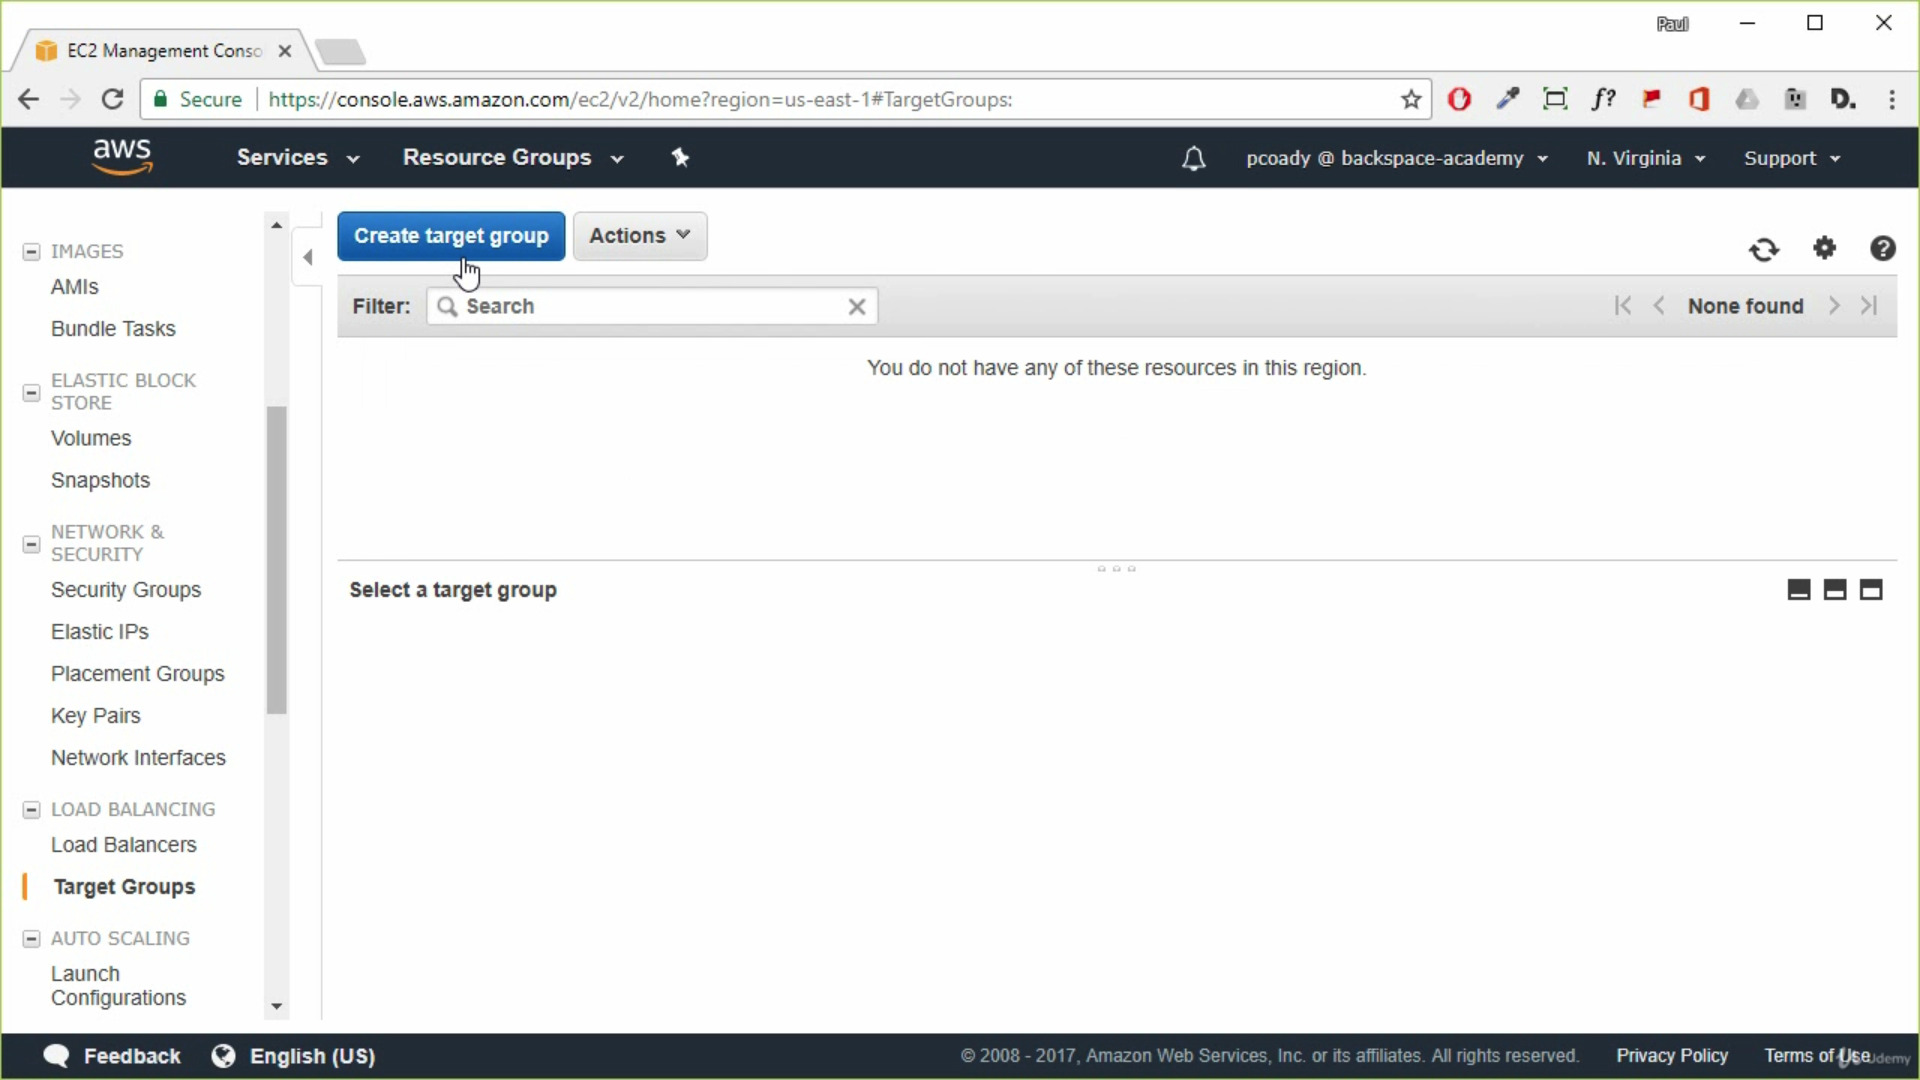 Paul
EC2 Management Conso
Secure
https://console.aws.amazon.com/ec2/v2/home?region=us-east-1#TargetGroups:
f?
D.
aws
Services
Resource Groups
pcoady @ backspace-academy
N. Virginia
Support
IMAGES
AMIs
Bundle Tasks
ELASTIC BLOCK
STORE
Volumes
Snapshots
NETWORK &
SECURITY
Security Groups
Elastic IPs
Placement Groups
Key Pairs
Network Interfaces
LOAD BALANCING
Load Balancers
Target Groups
AUTO SCALING
Launch
Configurations
Create target group
Actions
Filter:
Search
None found
You do not have any of these resources in this region.
Select a target group
Feedback
English (US)
© 2008 - 2017, Amazon Web Services, Inc. or its affiliates. All rights reserved.
Privacy Policy
Terms of Use
Udemy